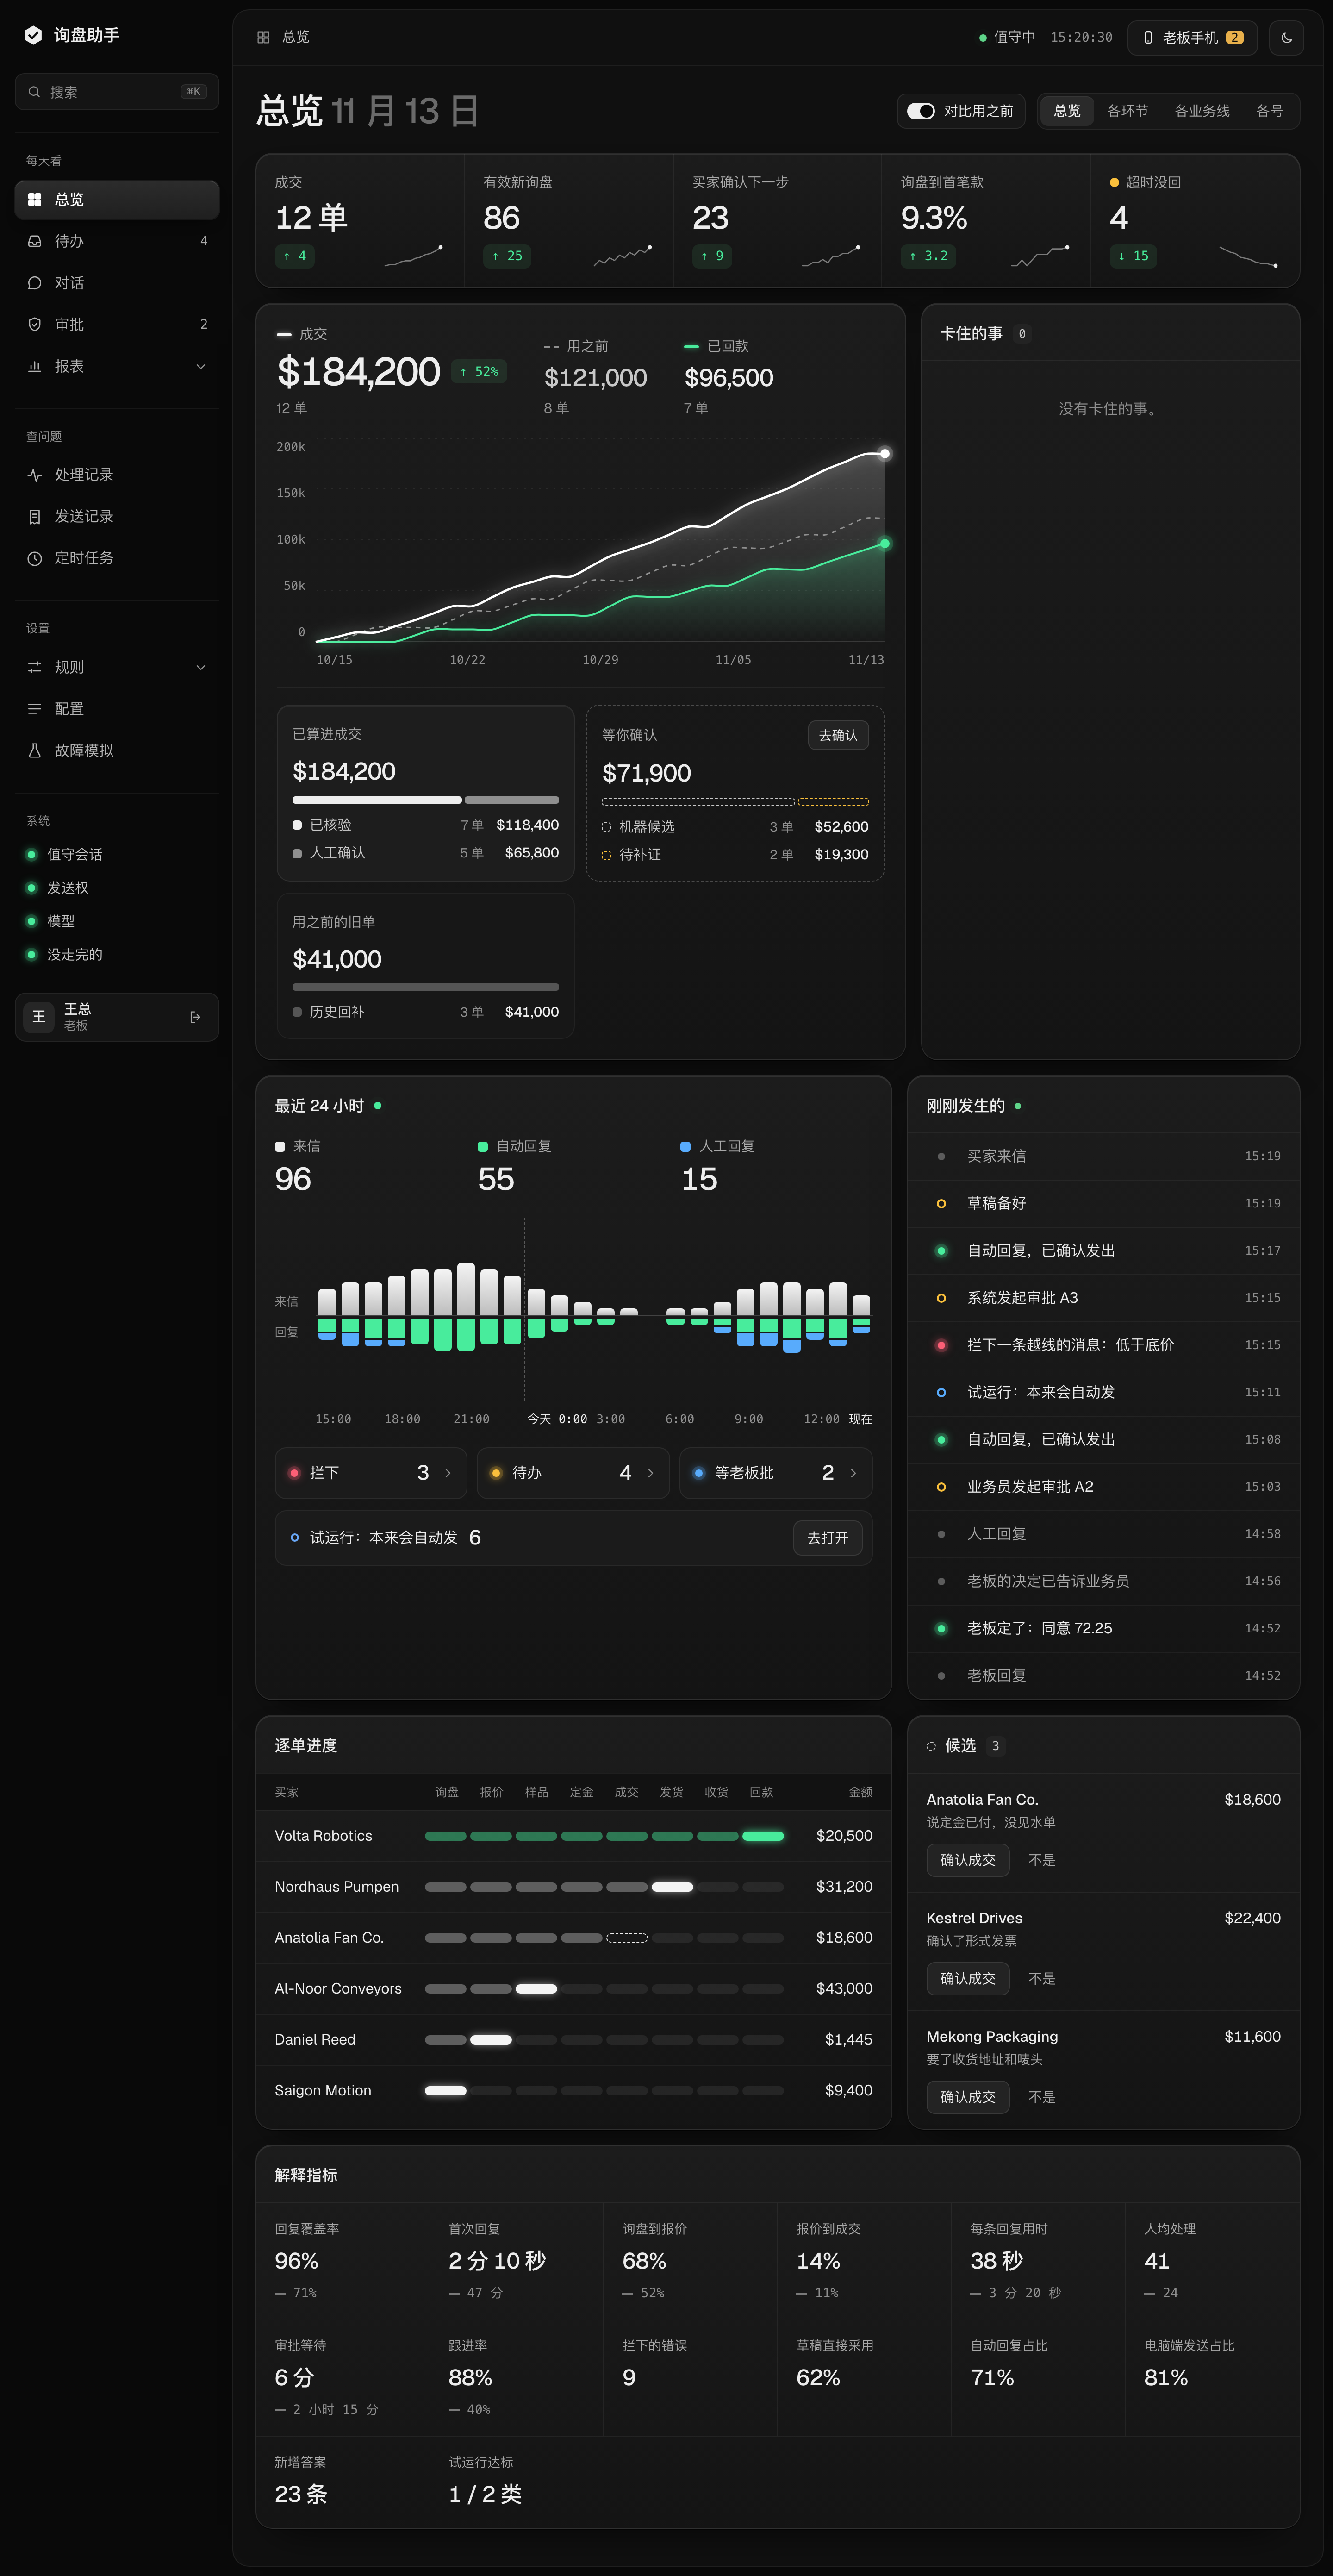 询盘助手
搜索 ⌘K
每天看
总览
待办 4
对话
审批 2
报表
查问题
处理记录
发送记录
定时任务
设置
规则
配置
故障模拟
系统
值守会话
发送权
模型
没走完的
王 王总
老板
总览
值守中 15:20:30 老板手机 2
总览 11 月 13 日
对比用之前 总览 各环节 各业务线 各号
成交 有效新询盘 买家确认下一步 询盘到首笔款 超时没回
12 单 86 23 9.3% 4
↑ 4 ↑ 25 ↑ 9 ↑ 3.2 ↓ 15
成交 用之前 已回款
$184,200 ↑ 52% $121,000 $96,500
12 单 8 单 7 单
200k
150k
100k
50k
0
10/15 10/22 10/29 11/05 11/13
已算进成交
$184,200
已核验 7 单 $118,400
人工确认 5 单 $65,800
等你确认 去确认
$71,900
机器候选 3 单 $52,600
待补证 2 单 $19,300
用之前的旧单
$41,000
历史回补 3 单 $41,000
卡住的事 0
没有卡住的事。
最近 24 小时
来信 自动回复 人工回复
96 55 15
来信
回复
15:00 18:00 21:00 今天 0:00 3:00 6:00 9:00 12:00 现在
拦下 3 待办 4 等老板批 2
试运行：本来会自动发 6 去打开
刚刚发生的
买家来信 15:19
草稿备好 15:19
自动回复，已确认发出 15:17
系统发起审批 A3 15:15
拦下一条越线的消息：低于底价 15:15
试运行：本来会自动发 15:11
自动回复，已确认发出 15:08
业务员发起审批 A2 15:03
人工回复 14:58
老板的决定已告诉业务员 14:56
老板定了：同意 72.25 14:52
老板回复 14:52
逐单进度
买家 询盘 报价 样品 定金 成交 发货 收货 回款 金额
Volta Robotics $20,500
Nordhaus Pumpen $31,200
Anatolia Fan Co. $18,600
Al-Noor Conveyors $43,000
Daniel Reed $1,445
Saigon Motion $9,400
候选 3
Anatolia Fan Co. $18,600
说定金已付，没见水单
确认成交 不是
Kestrel Drives $22,400
确认了形式发票
确认成交 不是
Mekong Packaging $11,600
要了收货地址和唛头
确认成交 不是
解释指标
回复覆盖率 首次回复 询盘到报价 报价到成交 每条回复用时 人均处理
96% 2 分 10 秒 68% 14% 38 秒 41
71% 47 分 52% 11% 3 分 20 秒 24
审批等待 跟进率 拦下的错误 草稿直接采用 自动回复占比 电脑端发送占比
6 分 88% 9 62% 71% 81%
2 小时 15 分 40%
新增答案 试运行达标
23 条 1 / 2 类